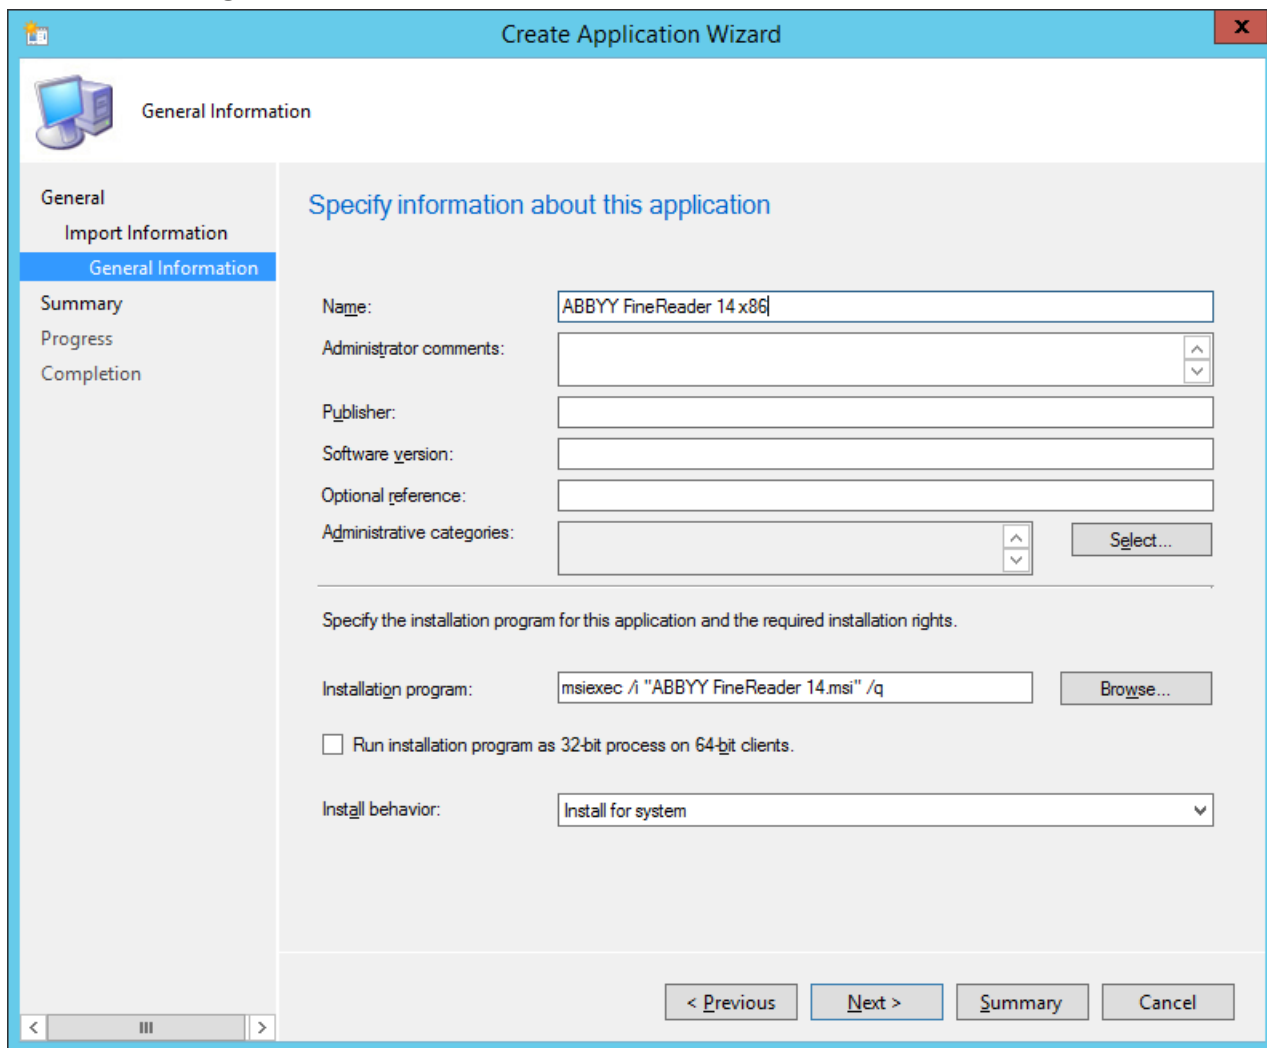 Create Application Wizard
X
General Information
General
Import Information
General Information
Summary
Progress
Completion
Specify information about this application
Name: ABBYY FineReader 14 x86
Administrator comments:
Publisher:
Software version:
Optional reference:
Administrative categories: Select...
Specify the installation program for this application and the required installation rights.
Installation program: msiexec /i "ABBYY FineReader 14.msi" /q Browse...
Run installation program as 32-bit process on 64-bit clients.
Install behavior: Install for system
< Previous Next > Summary Cancel